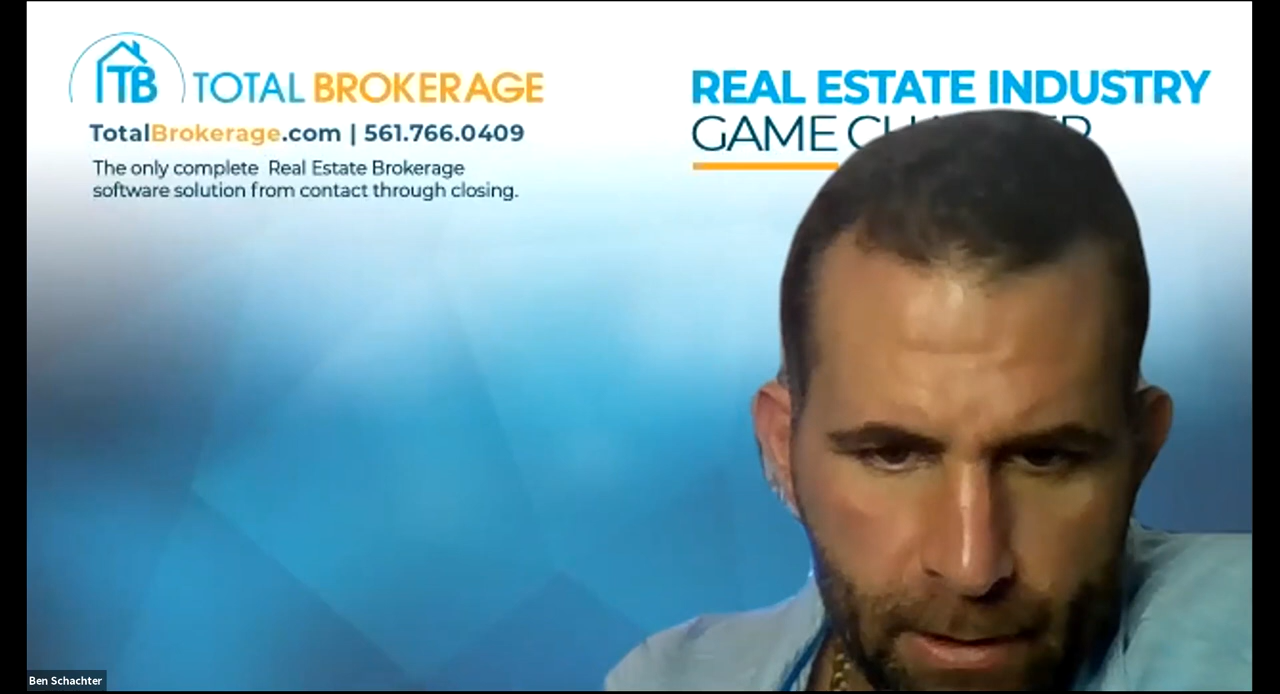 TB TOTAL BROKERAGE
TotalBrokerage.com | 561.766.0409
The only complete Real Estate Brokerage
software solution from contact through closing.
REAL ESTATE INDUSTRY
GAME
Ben Schachter